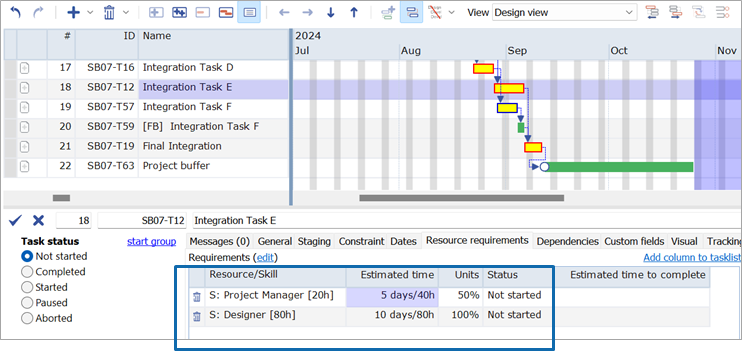 View Design view
# ID Name 2024
Jul Aug Sep Oct Nov
17 SB07-T16 Integration Task D
18 SB07-T12 Integration Task E
19 SB07-T57 Integration Task F
20 SB07-T59 [FB] Integration Task F
21 SB07-T19 Final Integration
22 SB07-T63 Project buffer
18 SB07-T12 Integration Task E
Task status start group
Messages (0) General Staging Constraint Dates Resource requirements Dependencies Custom fields Visual Tracking
Not started
Completed
Started
Paused
Aborted
Requirements (edit) Add column to tasklist
Resource/Skill Estimated time Units Status Estimated time to complete
S: Project Manager [20h] 5 days/40h 50% Not started
S: Designer [80h] 10 days/80h 100% Not started